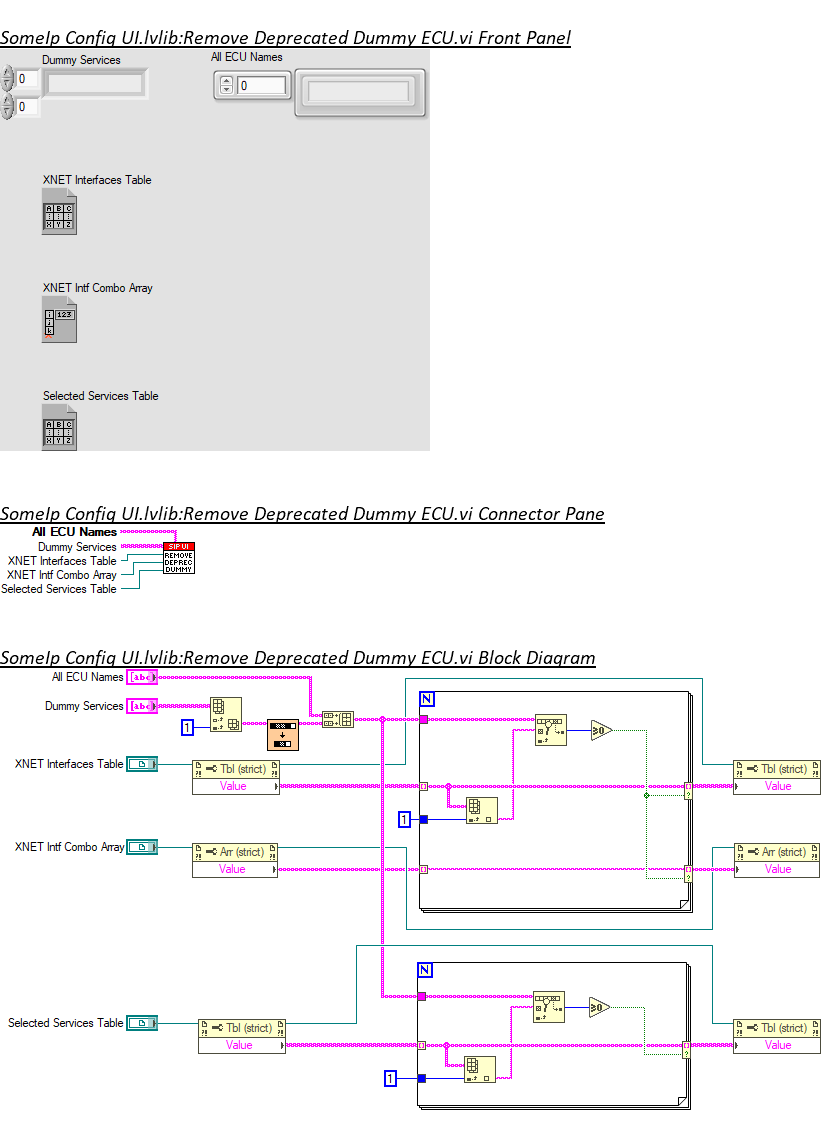 SomeIp Config UI.lvlib:Remove Deprecated Dummy ECU.vi Front Panel
Dummy Services
All ECU Names
0
0
0
XNET Interfaces Table
A B C
X Y Z
XNET Intf Combo Array
i 123
j
k
Selected Services Table
A B C
X Y Z
SomeIp Config UI.lvlib:Remove Deprecated Dummy ECU.vi Connector Pane
All ECU Names
Dummy Services
XNET Interfaces Table
XNET Intf Combo Array
Selected Services Table
SIP UI
REMOVE
DEPREC
DUMMY
SomeIp Config UI.lvlib:Remove Deprecated Dummy ECU.vi Block Diagram
All ECU Names
abc
Dummy Services
abc
1
N
≥0
XNET Interfaces Table
?! Tbl (strict) ?!
Value
?! Tbl (strict) ?!
Value
?
1
XNET Intf Combo Array
?! Arr (strict) ?!
Value
?! Arr (strict) ?!
Value
?
N
≥0
Selected Services Table
?! Tbl (strict) ?!
Value
?! Tbl (strict) ?!
Value
?
1